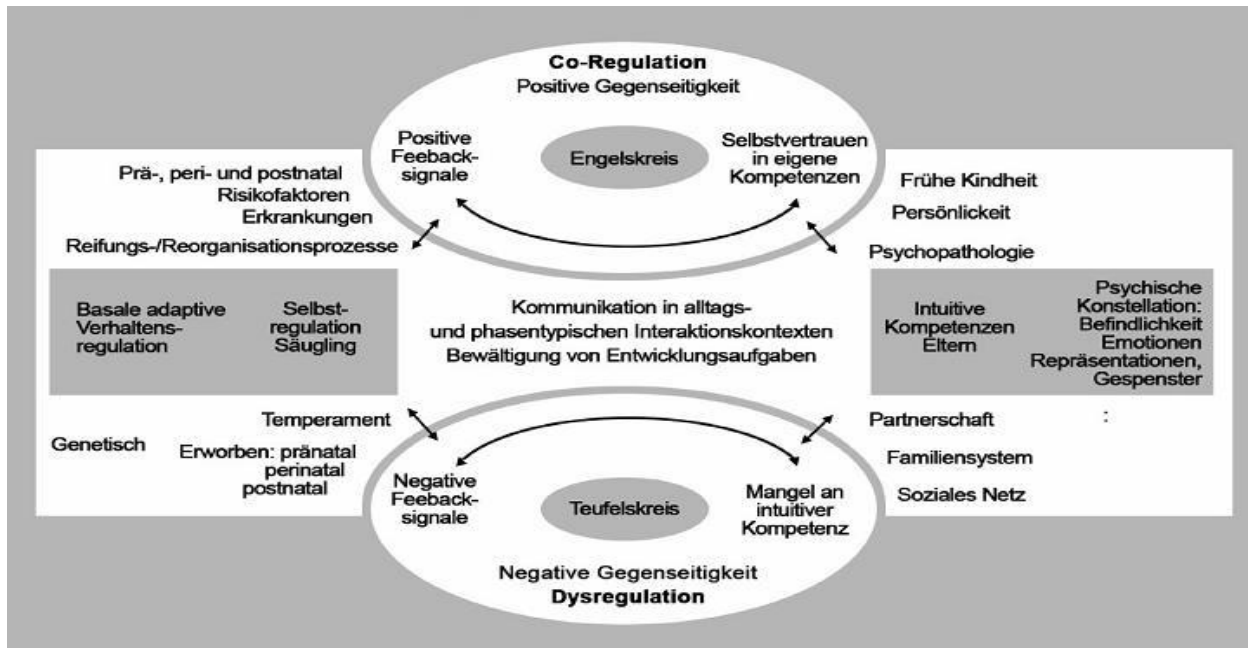 Co-Regulation
Positive Gegenseitigkeit
Positive
Feeback-
signale
Engelskreis
Selbstvertrauen
in eigene
Kompetenzen
Prä-, peri- und postnatal
Risikofaktoren
Erkrankungen
Reifungs-/Reorganisationsprozesse
Basale adaptive
Verhaltens-
regulation
Selbst-
regulation
Säugling
Temperament
Genetisch
Erworben: pränatal
perinatal
postnatal
Kommunikation in alltags-
und phasentypischen Interaktionskontexten
Bewältigung von Entwicklungsaufgaben
Frühe Kindheit
Persönlickeit
Psychopathologie
Intuitive
Kompetenzen
Eltern
Psychische
Konstellation:
Befindlichkeit
Emotionen
Repräsentationen,
Gespenster
:
Partnerschaft
Familiensystem
Soziales Netz
Negative
Feeback-
signale
Teufelskreis
Mangel an
intuitiver
Kompetenz
Negative Gegenseitigkeit
Dysregulation